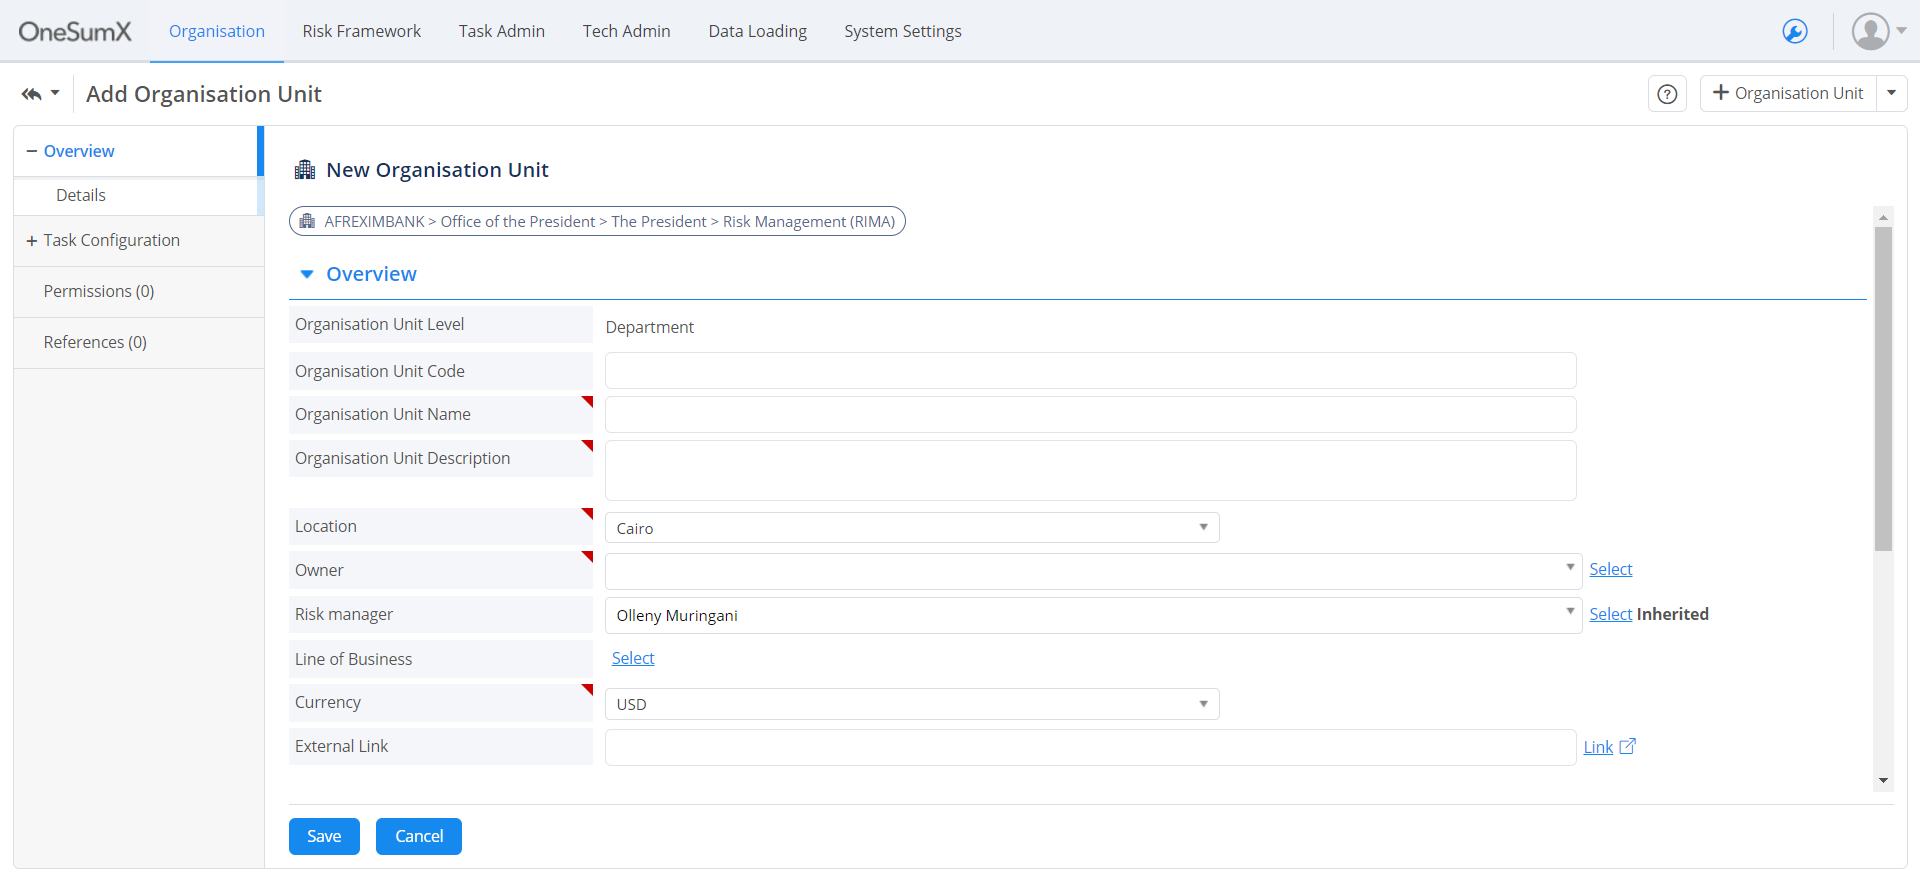 OneSumX Organisation Risk Framework Task Admin Tech Admin Data Loading System Settings
Add Organisation Unit
+ Organisation Unit
− Overview
Details
+ Task Configuration
Permissions (0)
References (0)
New Organisation Unit
AFREXIMBANK > Office of the President > The President > Risk Management (RIMA)
Overview
Organisation Unit Level Department
Organisation Unit Code
Organisation Unit Name
Organisation Unit Description
Location Cairo
Owner Select
Risk manager Olleny Muringani Select Inherited
Line of Business Select
Currency USD
External Link Link
Save Cancel